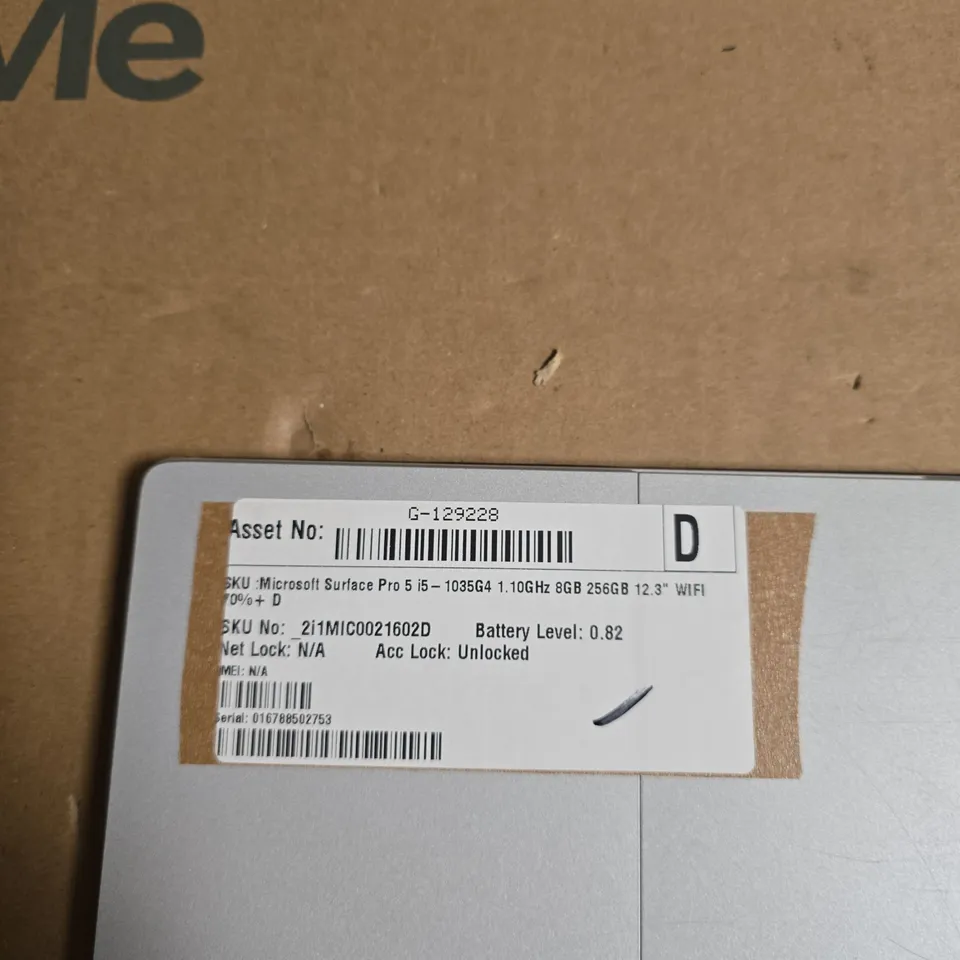 Me
G-129228
Asset No:
D
SKU :Microsoft Surface Pro 5 i5- 1035G4 1.10GHz 8GB 256GB 12.3" WIFI
70%+ D
SKU No: _2i1MIC0021602D Battery Level: 0.82
Net Lock: N/A Acc Lock: Unlocked
IMEI: N/A
Serial: 016788502753